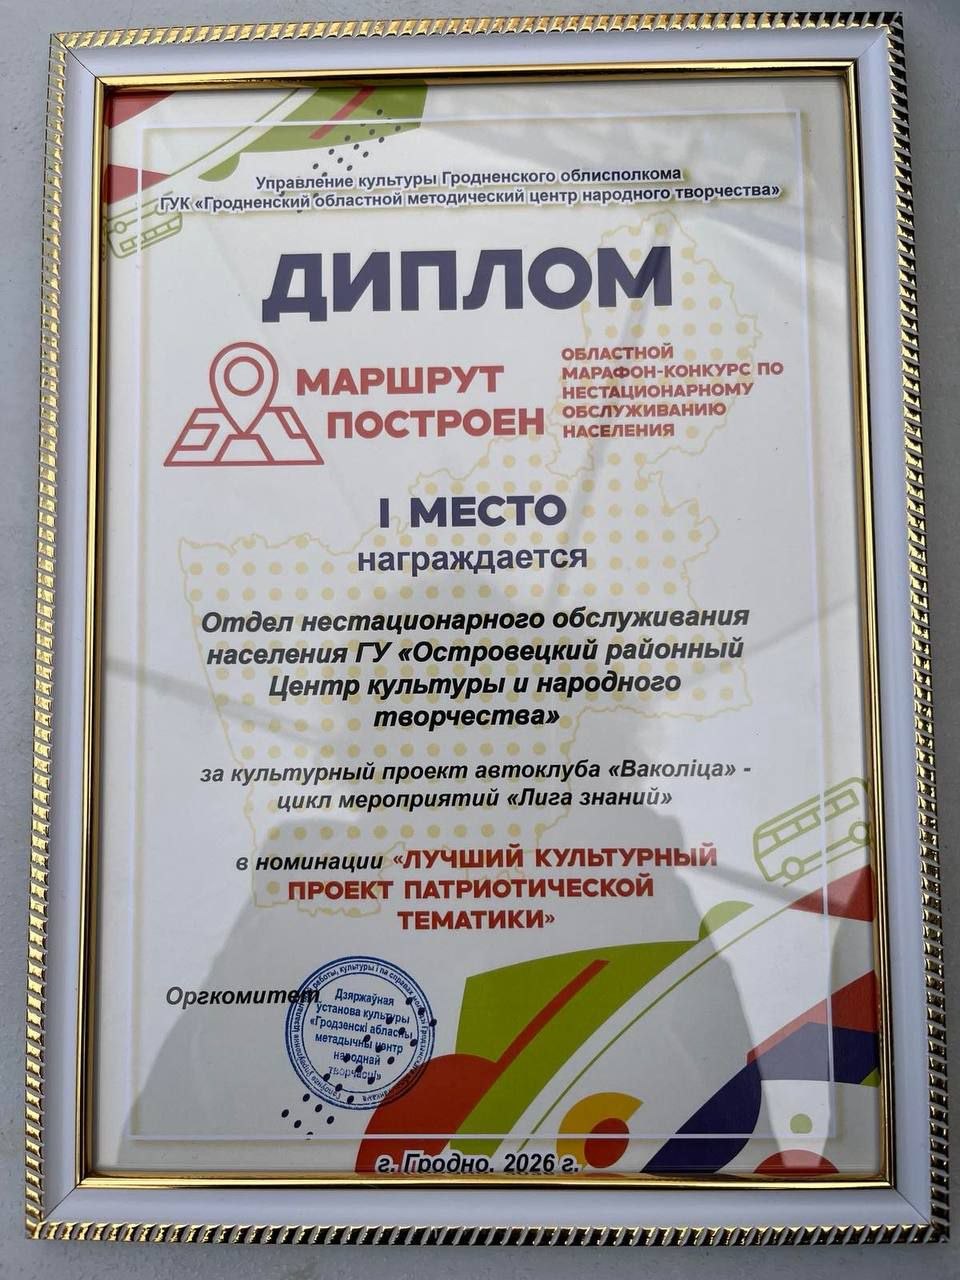 Управление культуры Гродненского облисполкома
ГУК «Гродненский областной методический центр народного творчества»
ДИПЛОМ
МАРШРУТ
ПОСТРОЕН
ОБЛАСТНОЙ
МАРАФОН-КОНКУРС ПО
НЕСТАЦИОНАРНОМУ
ОБСЛУЖИВАНИЮ
НАСЕЛЕНИЯ
I МЕСТО
награждается
Отдел нестационарного обслуживания
населения ГУ «Островецкий районный
Центр культуры и народного
творчества»
за культурный проект автоклуба «Ваколіца» -
цикл мероприятий «Лига знаний»
в номинации «ЛУЧШИЙ КУЛЬТУРНЫЙ
ПРОЕКТ ПАТРИОТИЧЕСКОЙ
ТЕМАТИКИ»
Оргкомитет
Дзяржаўная
ўстанова культуры
«Гродзенскі абласны
метадычны цэнтр
народнай
творчасці»
г. Гродно, 2026 г.